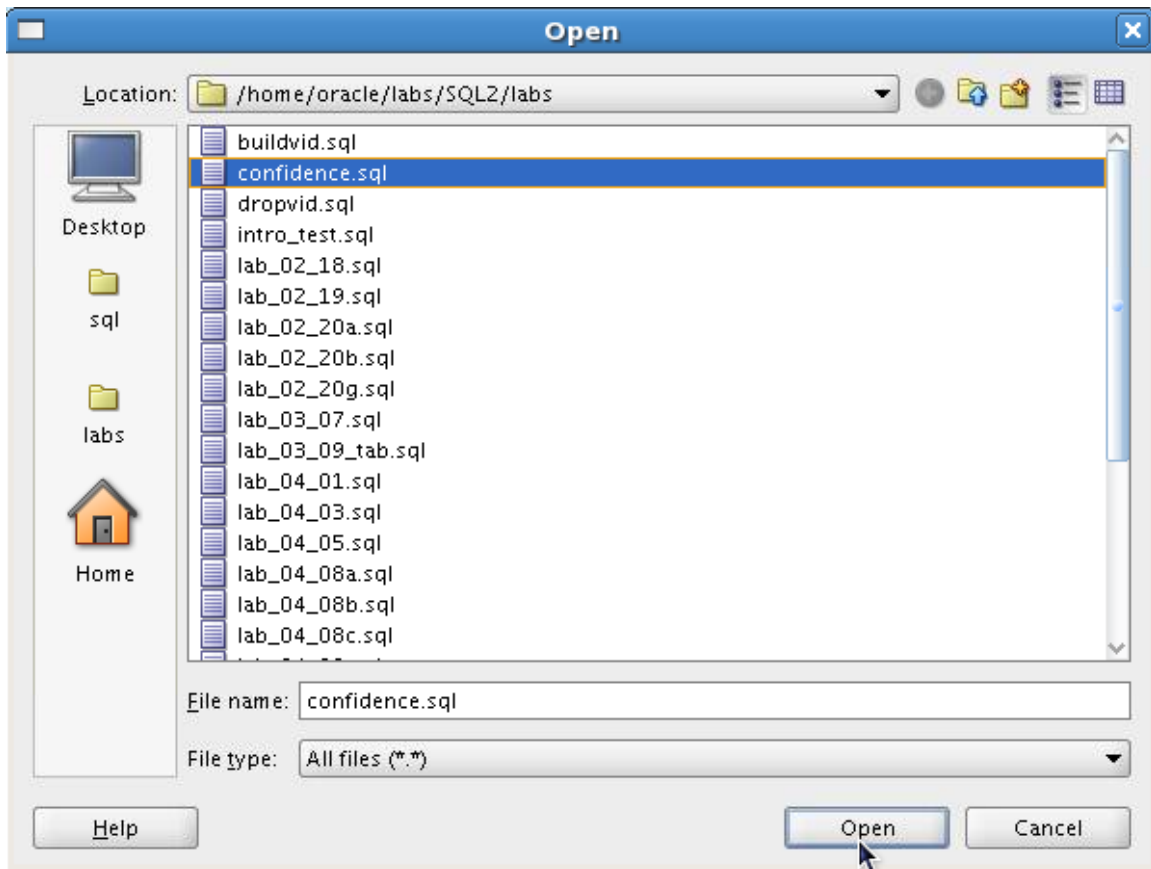 Open
Location: /home/oracle/labs/SQL2/labs
Desktop
sql
labs
Home
buildvid.sql
confidence.sql
dropvid.sql
intro_test.sql
lab_02_18.sql
lab_02_19.sql
lab_02_20a.sql
lab_02_20b.sql
lab_02_20g.sql
lab_03_07.sql
lab_03_09_tab.sql
lab_04_01.sql
lab_04_03.sql
lab_04_05.sql
lab_04_08a.sql
lab_04_08b.sql
lab_04_08c.sql
File name: confidence.sql
File type: All files (*.*)
Help Open Cancel